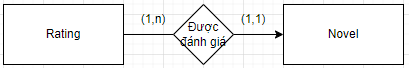 Rating
(1,n)
Được
đánh giá
(1,1)
Novel